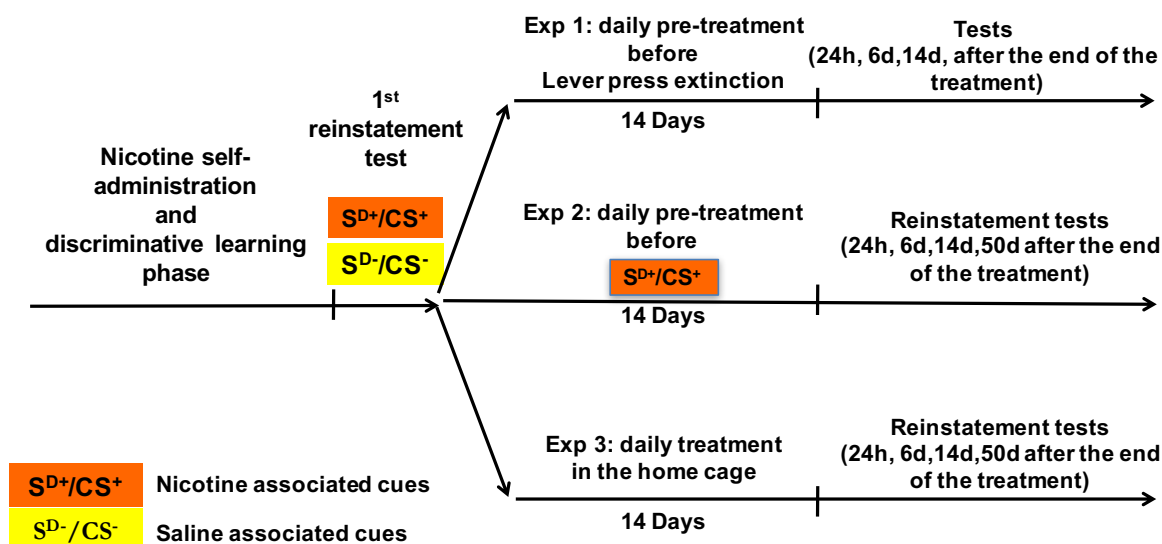 Nicotine self-
administration
and
discriminative learning
phase
1st
reinstatement
test
SD+/CS+
SD-/CS-
Exp 1: daily pre-treatment
before
Lever press extinction
14 Days
Tests
(24h, 6d,14d, after the end of the
treatment)
Exp 2: daily pre-treatment
before
SD+/CS+
14 Days
Reinstatement tests
(24h, 6d,14d,50d after the end
of the treatment)
Exp 3: daily treatment
in the home cage
14 Days
Reinstatement tests
(24h, 6d,14d,50d after the end
of the treatment)
SD+/CS+ Nicotine associated cues
SD-/CS- Saline associated cues